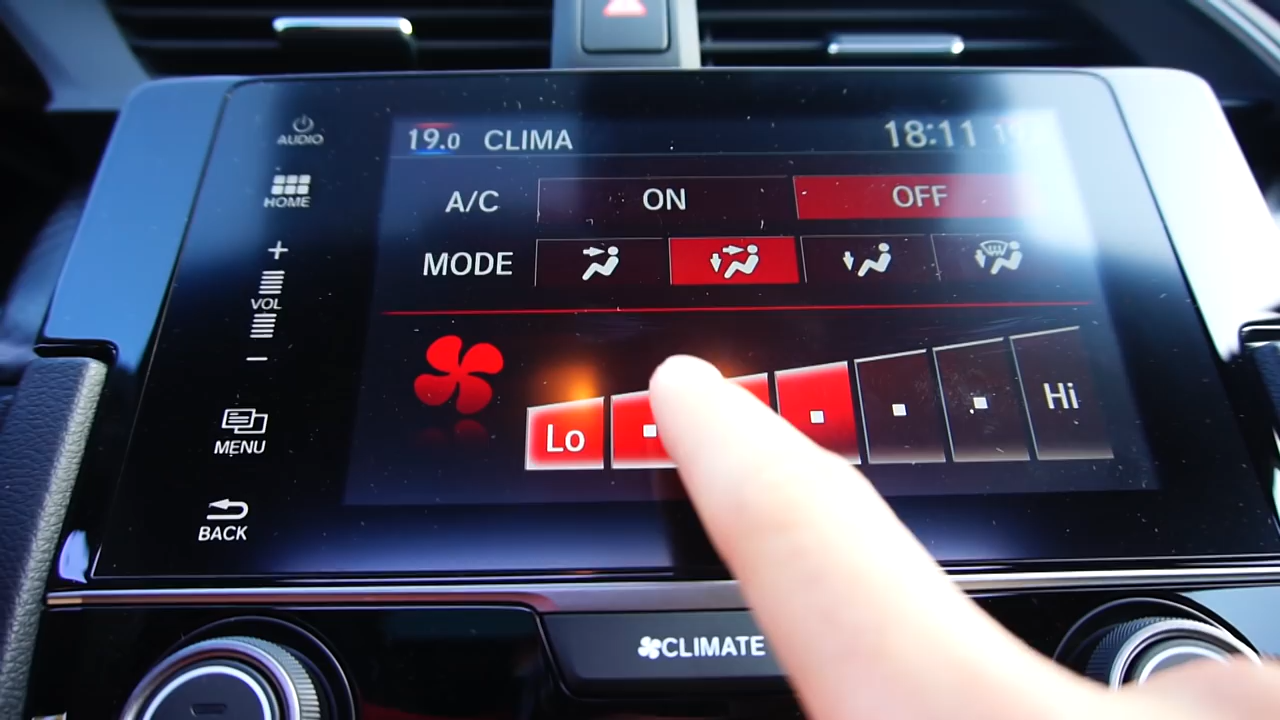 AUDIO
19.0 CLIMA 18:11
HOME
A/C ON OFF
MODE
+
VOL
−
Lo Hi
MENU
BACK
CLIMATE